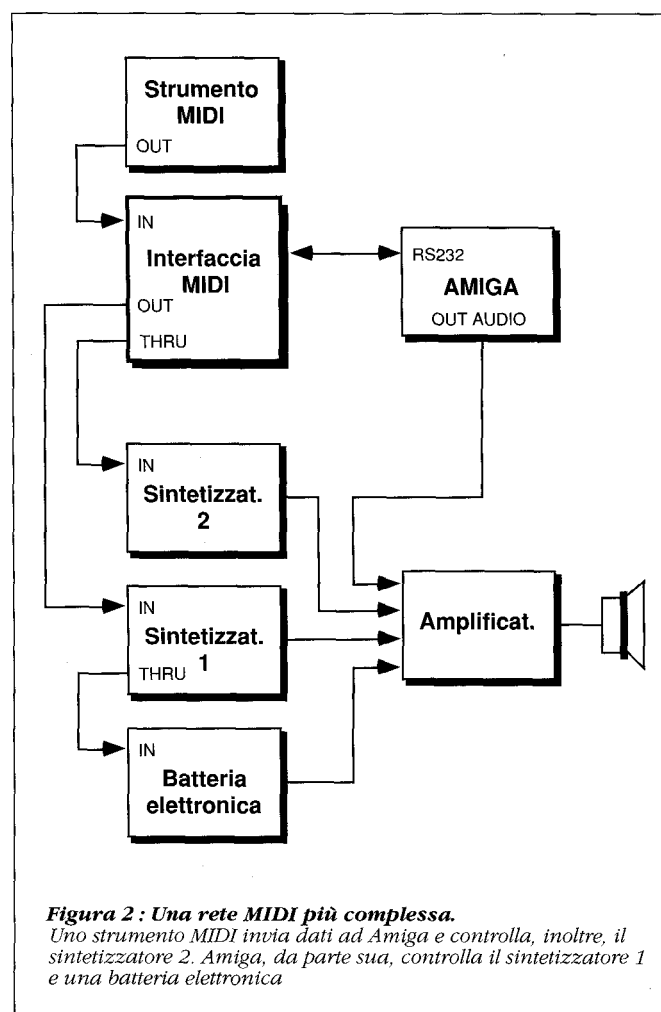 Strumento
MIDI
OUT
IN
Interfaccia
MIDI
OUT
THRU
RS232
AMIGA
OUT AUDIO
IN
Sintetizzat.
2
IN
Sintetizzat.
1
THRU
Amplificat.
IN
Batteria
elettronica
Figura 2 : Una rete MIDI più complessa.
Uno strumento MIDI invia dati ad Amiga e controlla, inoltre, il
sintetizzatore 2. Amiga, da parte sua, controlla il sintetizzatore 1
e una batteria elettronica